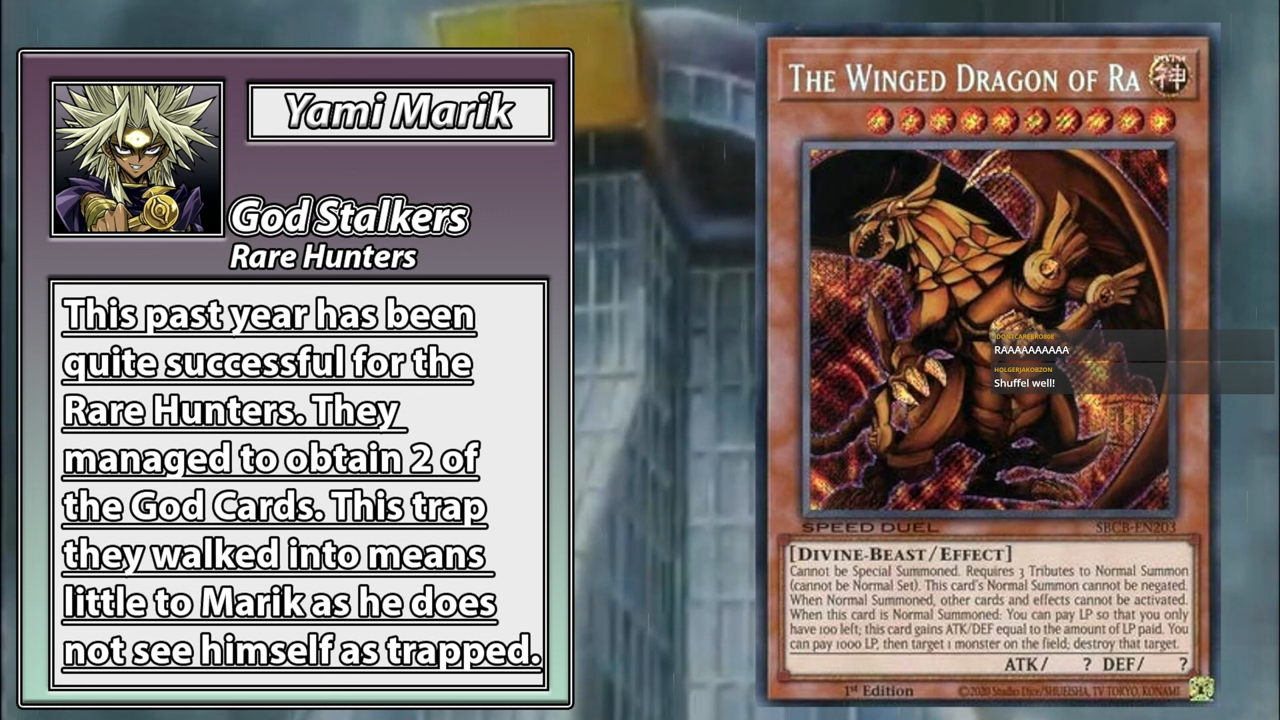 Yami Marik
God Stalkers
Rare Hunters
This past year has been
quite successful for the
Rare Hunters. They
managed to obtain 2 of
the God Cards. This trap
they walked into means
little to Marik as he does
not see himself as trapped.
THE WINGED DRAGON OF RA
神
SPEED DUEL
SBCB-EN203
[DIVINE-BEAST/EFFECT]
Cannot be Special Summoned. Requires 3 Tributes to Normal Summon
(cannot be Normal Set). This card's Normal Summon cannot be negated.
When Normal Summoned, other cards and effects cannot be activated.
When this card is Normal Summoned: You can pay LP so that you only
have 100 left; this card gains ATK/DEF equal to the amount of LP paid. You
can pay 1000 LP, then target 1 monster on the field; destroy that target.
ATK/ ? DEF/ ?
1st Edition
©2020 Studio Dice/SHUEISHA, TV TOKYO, KONAMI
RAAAAAAAAAA
HOLGERJAKOBZON
Shuffel well!